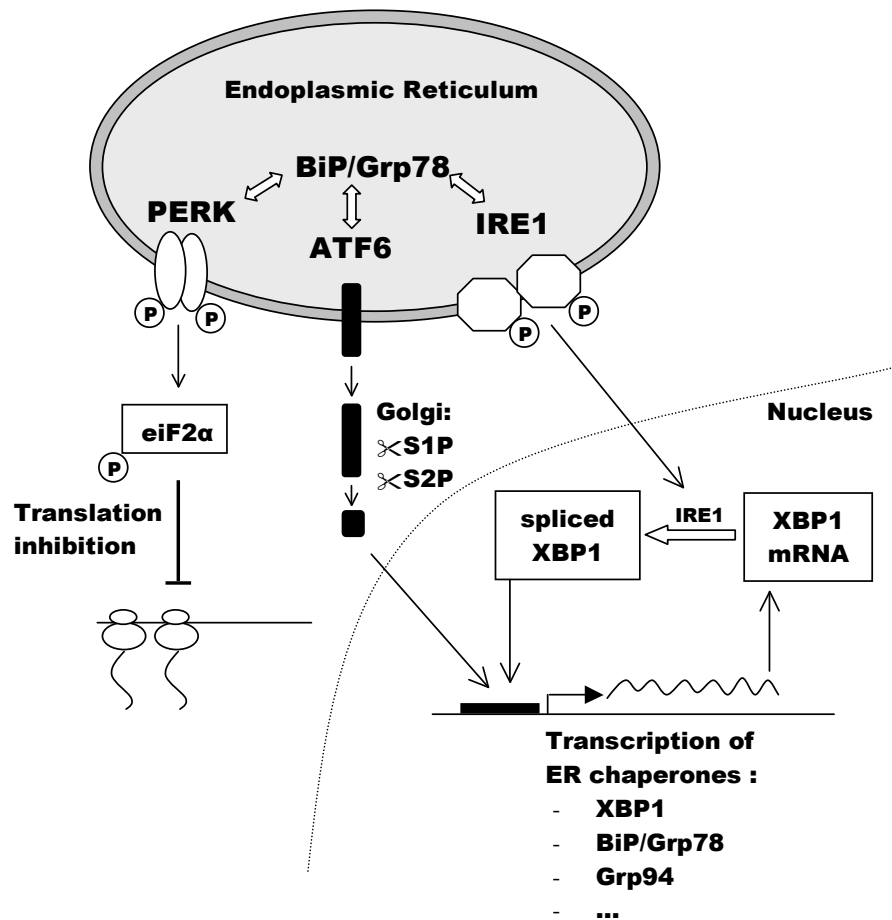 Endoplasmic Reticulum
BiP/Grp78
PERK
IRE1
ATF6
P
P
P
P
eiF2α
P
Translation
inhibition
Golgi:
✂S1P
✂S2P
Nucleus
spliced
XBP1
IRE1
XBP1
mRNA
Transcription of
ER chaperones :
- XBP1
- BiP/Grp78
- Grp94
- ...